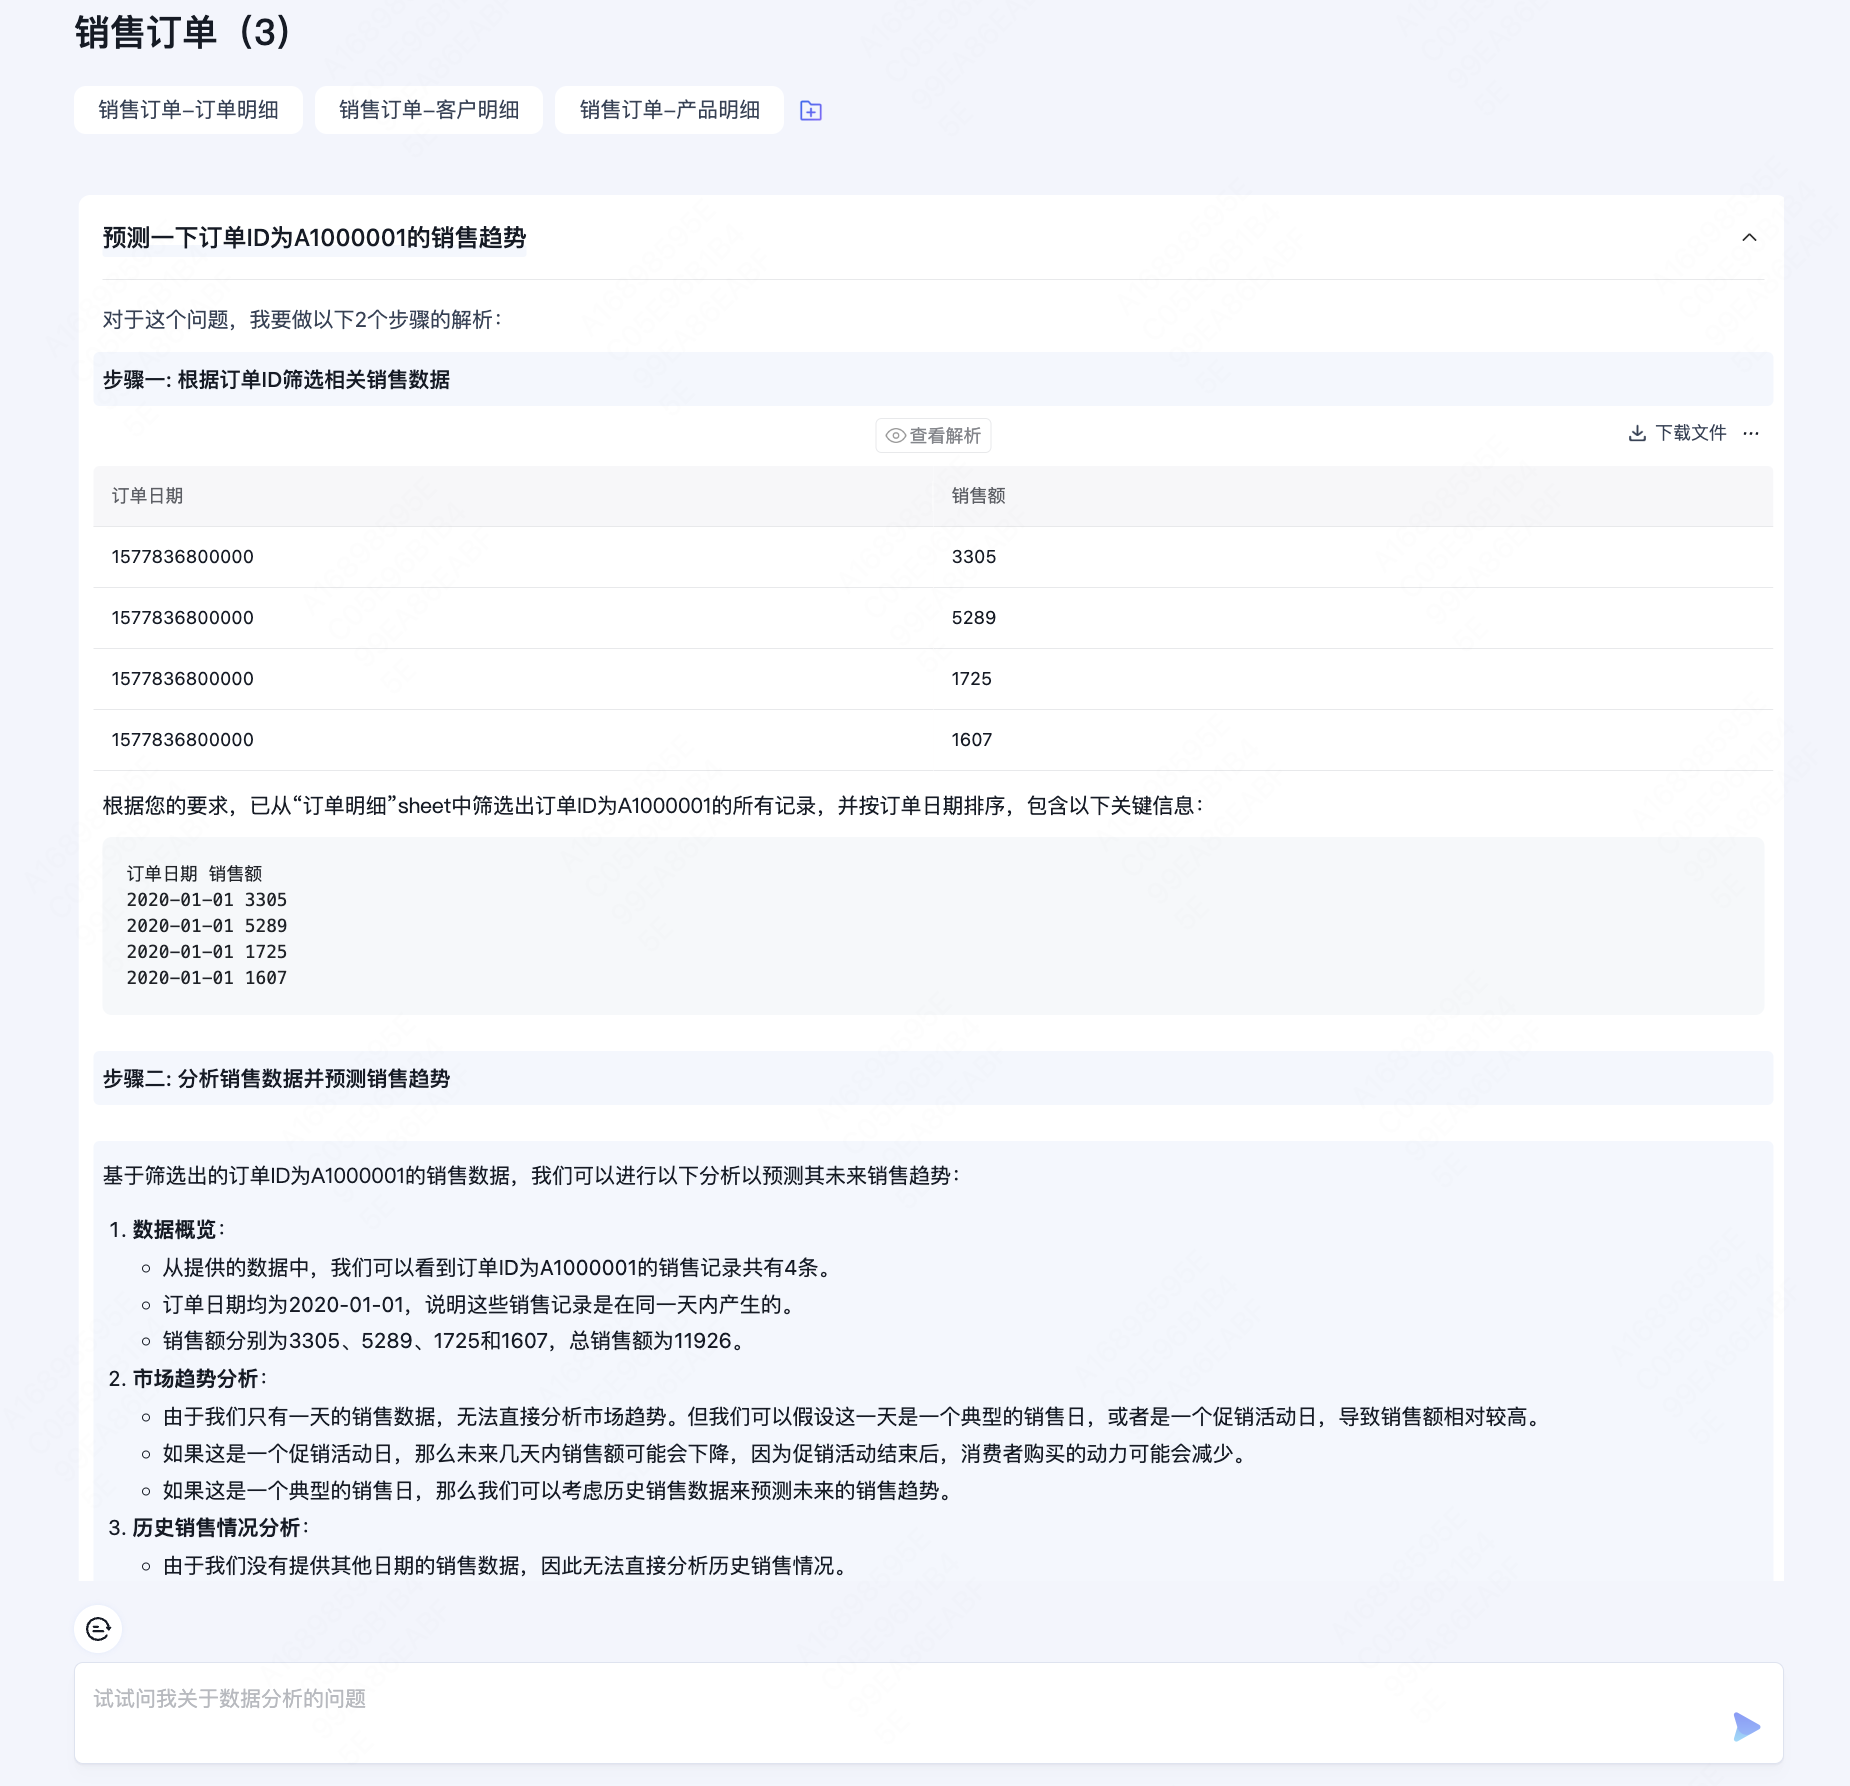 销售订单（3）
销售订单-订单明细 销售订单-客户明细 销售订单-产品明细
预测一下订单ID为A1000001的销售趋势
对于这个问题，我要做以下2个步骤的解析：
步骤一: 根据订单ID筛选相关销售数据
查看解析 下载文件 ···
订单日期 销售额
1577836800000 3305
1577836800000 5289
1577836800000 1725
1577836800000 1607
根据您的要求，已从“订单明细”sheet中筛选出订单ID为A1000001的所有记录，并按订单日期排序，包含以下关键信息：
订单日期 销售额
2020-01-01 3305
2020-01-01 5289
2020-01-01 1725
2020-01-01 1607
步骤二: 分析销售数据并预测销售趋势
基于筛选出的订单ID为A1000001的销售数据，我们可以进行以下分析以预测其未来销售趋势：
1. 数据概览：
○ 从提供的数据中，我们可以看到订单ID为A1000001的销售记录共有4条。
○ 订单日期均为2020-01-01，说明这些销售记录是在同一天内产生的。
○ 销售额分别为3305、5289、1725和1607，总销售额为11926。
2. 市场趋势分析：
○ 由于我们只有一天的销售数据，无法直接分析市场趋势。但我们可以假设这一天是一个典型的销售日，或者是一个促销活动日，导致销售额相对较高。
○ 如果这是一个促销活动日，那么未来几天内销售额可能会下降，因为促销活动结束后，消费者购买的动力可能会减少。
○ 如果这是一个典型的销售日，那么我们可以考虑历史销售数据来预测未来的销售趋势。
3. 历史销售情况分析：
○ 由于我们没有提供其他日期的销售数据，因此无法直接分析历史销售情况。
试试问我关于数据分析的问题